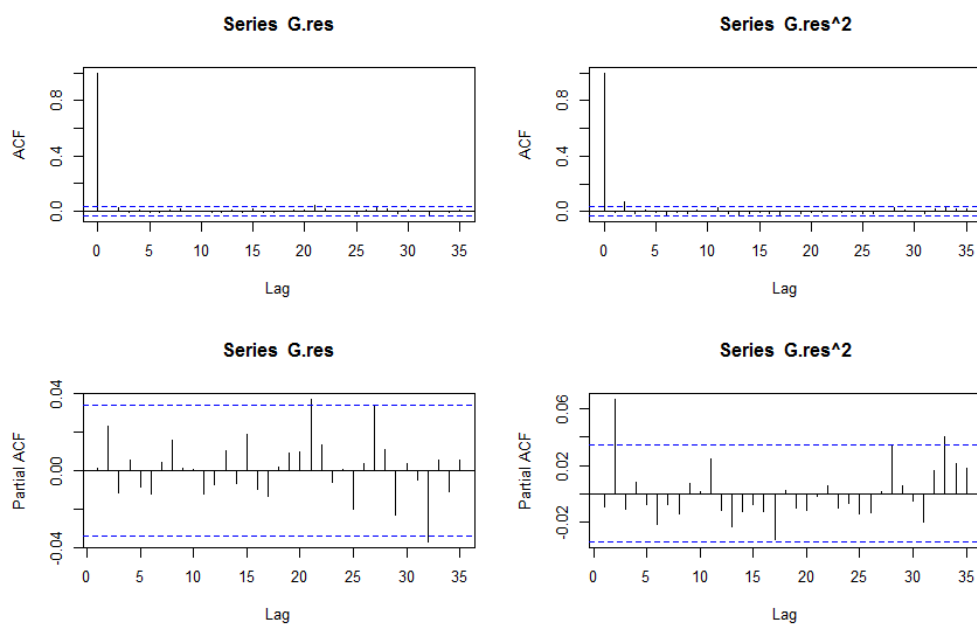 Series  G.res
ACF
0.8
0.4
0.0
0 5 10 15 20 25 30 35
Lag
Series  G.res^2
ACF
0.8
0.4
0.0
0 5 10 15 20 25 30 35
Lag
Series  G.res
Partial ACF
0.04
0.00
-0.04
0 5 10 15 20 25 30 35
Lag
Series  G.res^2
Partial ACF
0.06
0.02
-0.02
0 5 10 15 20 25 30 35
Lag